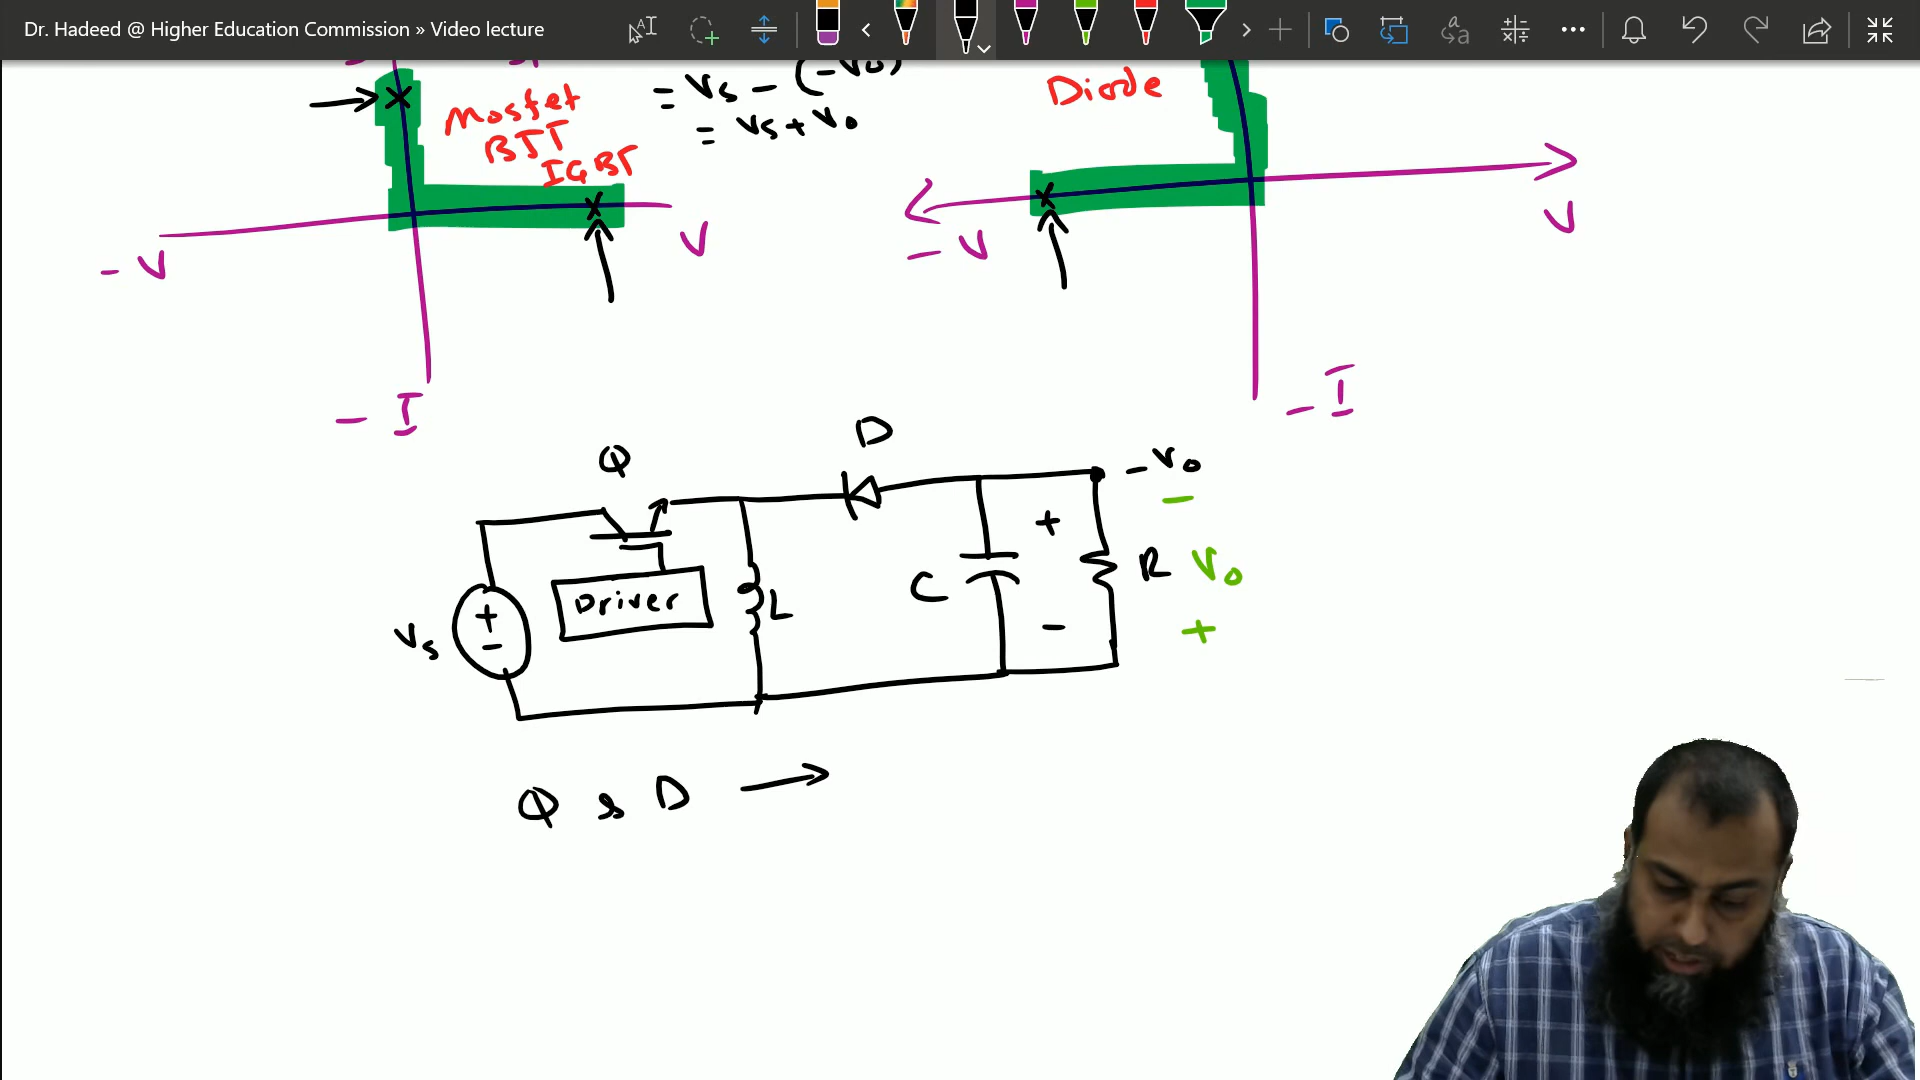 Dr. Hadeed @ Higher Education Commission » Video lecture
= Vs - (-Vo)
= Vs + Vo
Mosfet
BJT
IGBT
- V
V
- I
Diode
- V
V
- I
Q
D
-Vo
-
+
R
Vo
C
-
+
Driver
L
Vs
+
-
Q & D →